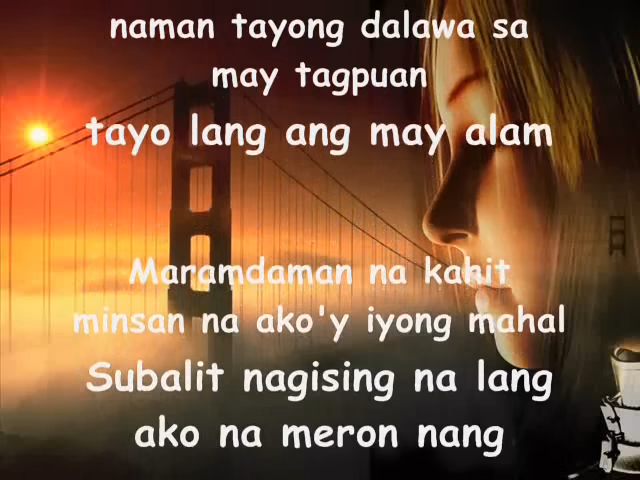 naman tayong dalawa sa
may tagpuan
tayo lang ang may alam
Maramdaman na kahit
minsan na ako'y iyong mahal
Subalit nagising na lang
ako na meron nang